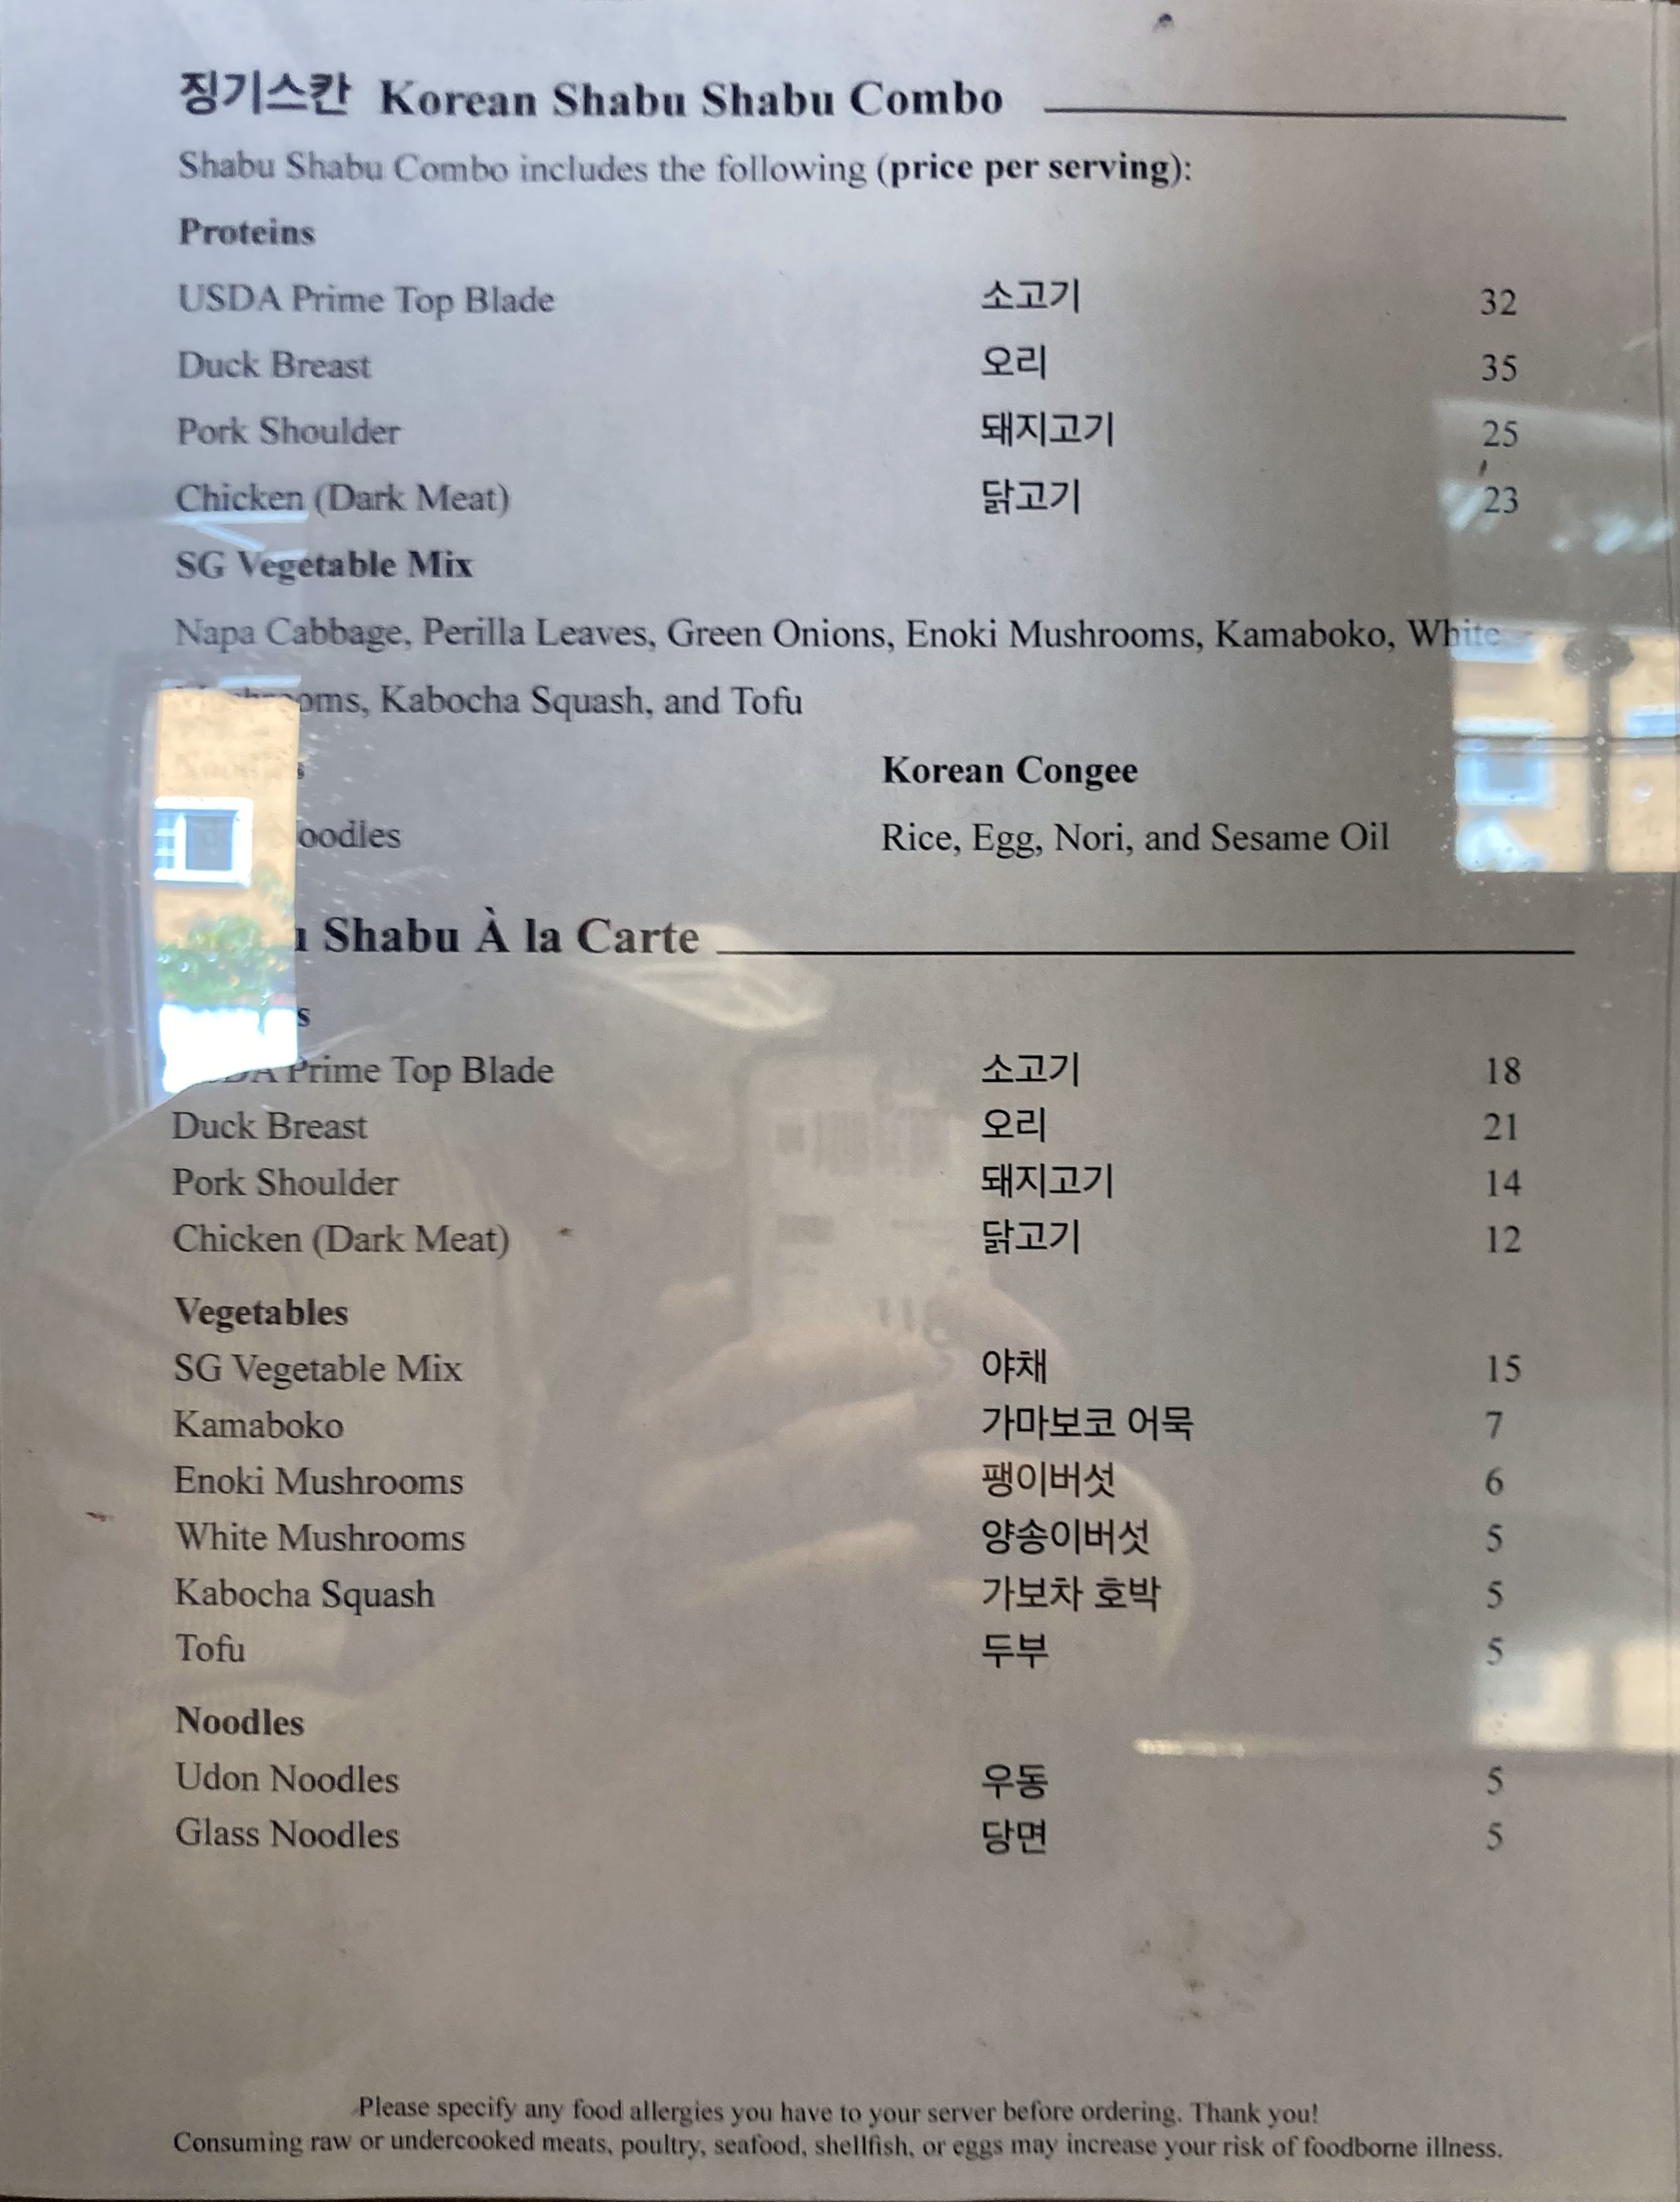 징기스칸 Korean Shabu Shabu Combo
Shabu Shabu Combo includes the following (price per serving):
Proteins
USDA Prime Top Blade 소고기 32
Duck Breast 오리 35
Pork Shoulder 돼지고기 25
Chicken (Dark Meat) 닭고기 23
SG Vegetable Mix
Napa Cabbage, Perilla Leaves, Green Onions, Enoki Mushrooms, Kamaboko, White
Mushrooms, Kabocha Squash, and Tofu
Korean Congee
Noodles Rice, Egg, Nori, and Sesame Oil
Shabu À la Carte
USDA Prime Top Blade 소고기 18
Duck Breast 오리 21
Pork Shoulder 돼지고기 14
Chicken (Dark Meat) 닭고기 12
Vegetables
SG Vegetable Mix 야채 15
Kamaboko 가마보코 어묵 7
Enoki Mushrooms 팽이버섯 6
White Mushrooms 양송이버섯 5
Kabocha Squash 가보차 호박 5
Tofu 두부 5
Noodles
Udon Noodles 우동 5
Glass Noodles 당면 5
Please specify any food allergies you have to your server before ordering. Thank you!
Consuming raw or undercooked meats, poultry, seafood, shellfish, or eggs may increase your risk of foodborne illness.